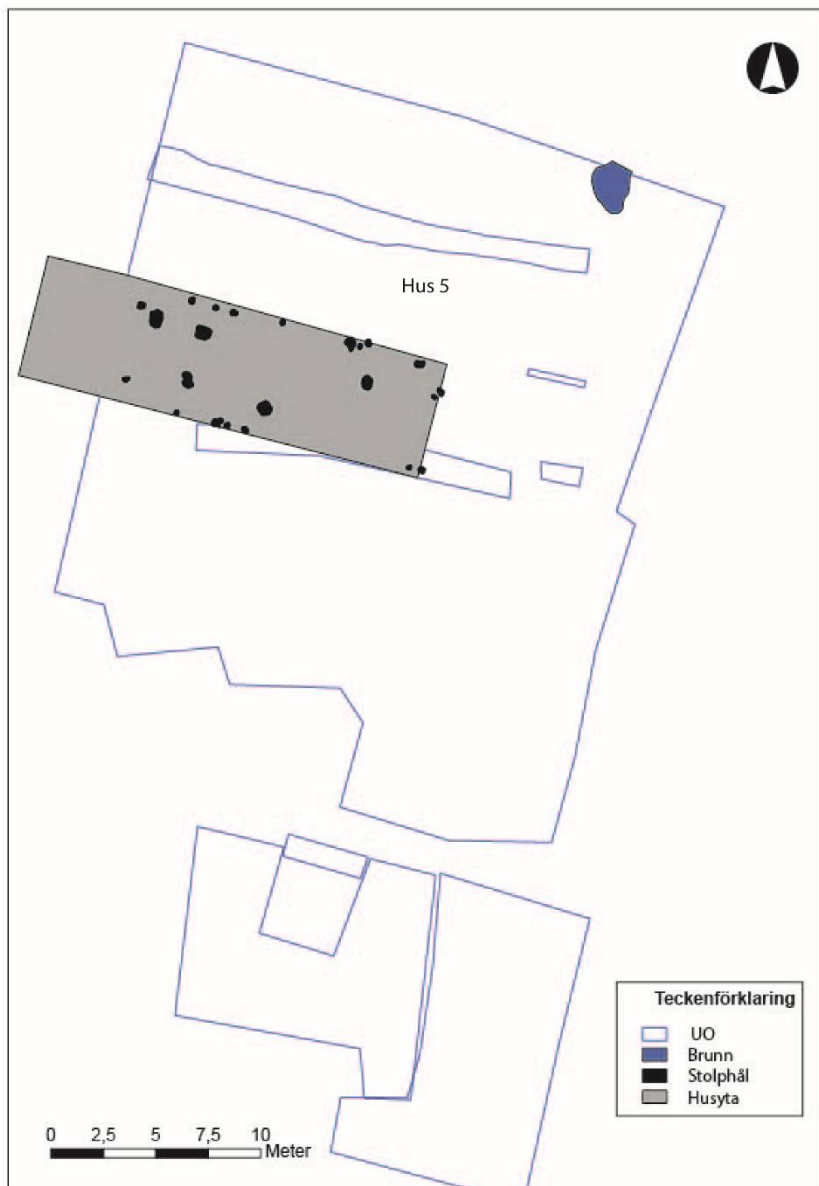 Hus 5
Teckenförklaring
UO
Brunn
Stolphål
Husyta
0 2,5 5 7,5 10
Meter